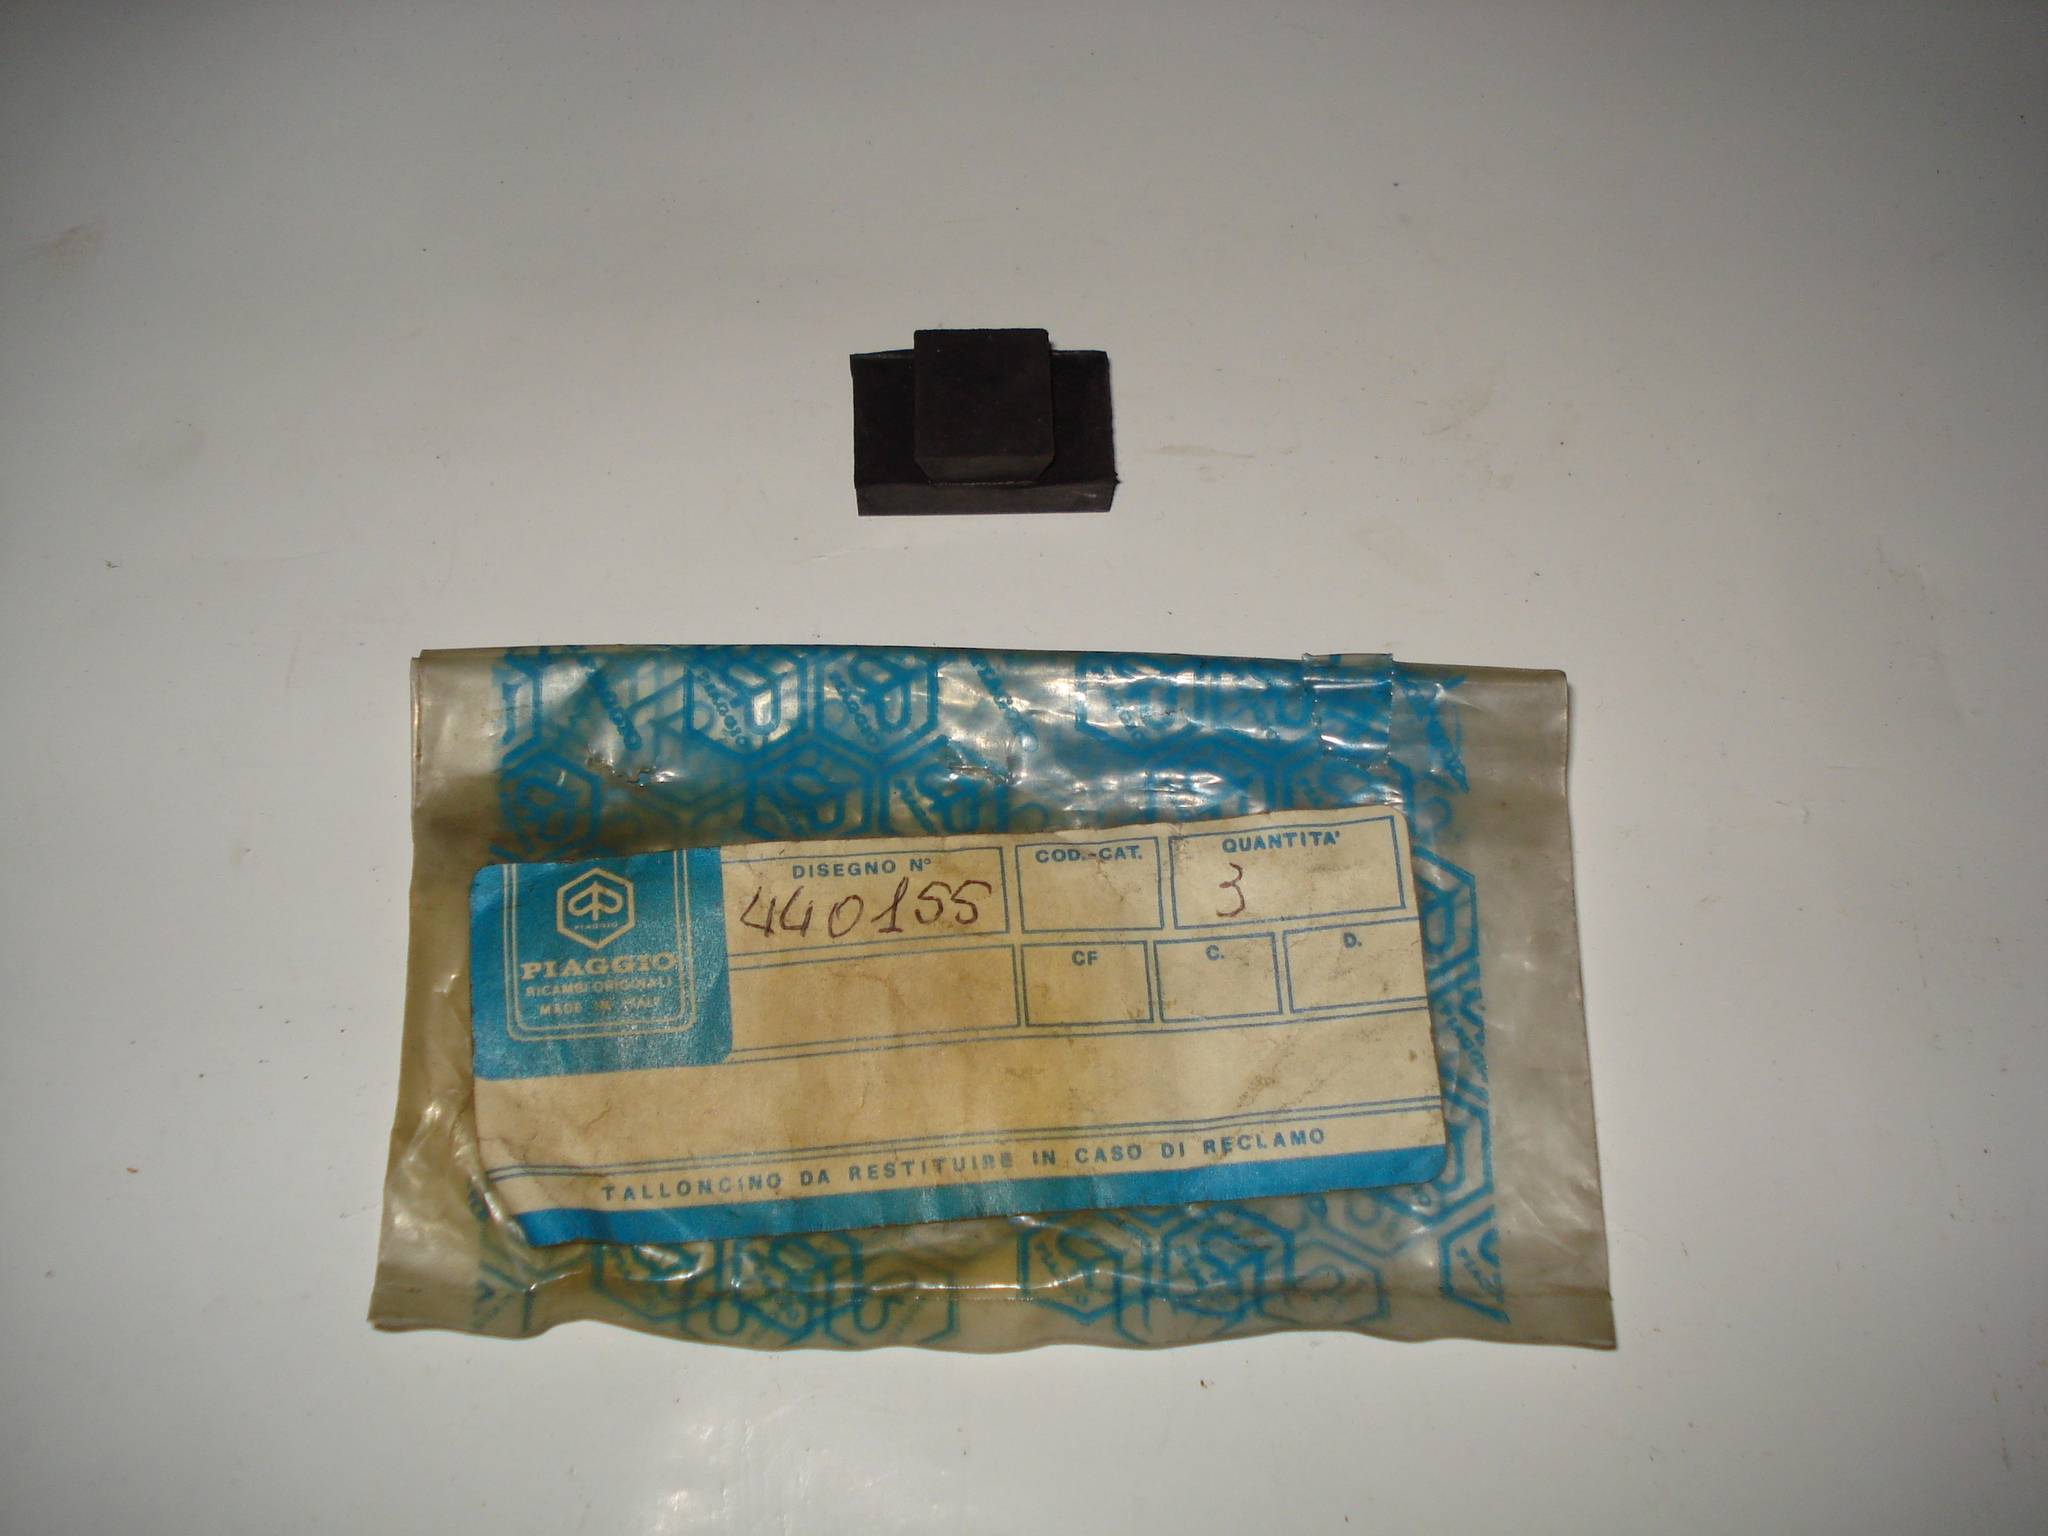 DISEGNO N°
440155
COD.-CAT.
QUANTITA'
3
PIAGGIO
PIAGGIO
RICAMBI ORIGINALI
MADE IN ITALY
CF
C.
D.
TALLONCINO DA RESTITUIRE IN CASO DI RECLAMO